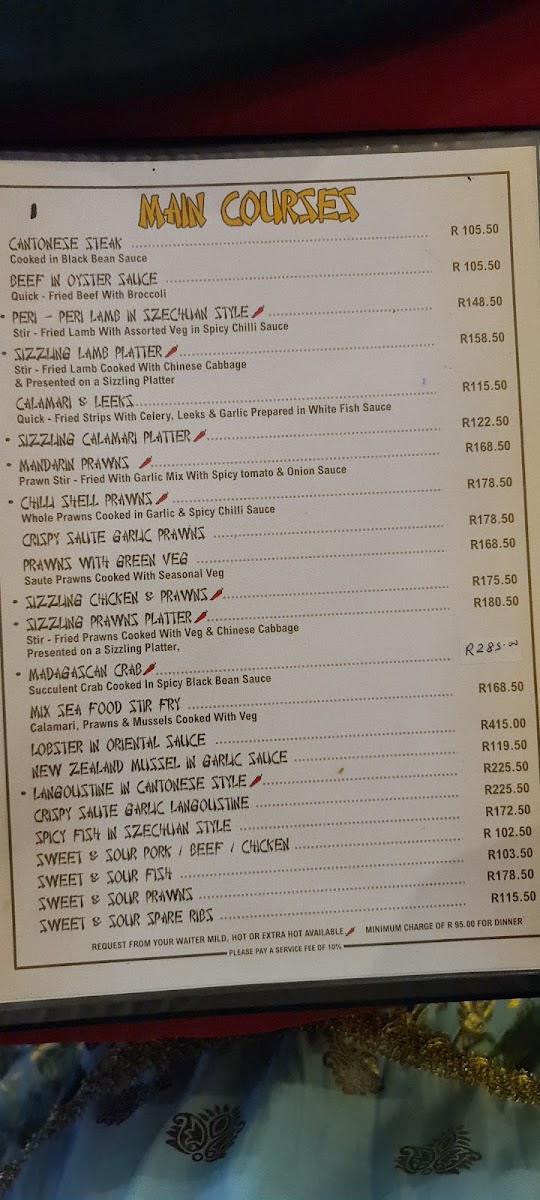 MAIN COURSES
CANTONESE STEAK R 105.50
Cooked in Black Bean Sauce
BEEF IN OYSTER SAUCE R 105.50
Quick - Fried Beef With Broccoli
• PERI - PERI LAMB IN SZECHUAN STYLE R148.50
Stir - Fried Lamb With Assorted Veg in Spicy Chilli Sauce
• SIZZLING LAMB PLATTER R158.50
Stir - Fried Lamb Cooked With Chinese Cabbage
& Presented on a Sizzling Platter
CALAMARI & LEEKS R115.50
Quick - Fried Strips With Celery, Leeks & Garlic Prepared in White Fish Sauce
• SIZZLING CALAMARI PLATTER R122.50
• MANDARIN PRAWNS R168.50
Prawn Stir - Fried With Garlic Mix With Spicy tomato & Onion Sauce
• CHILLI SHELL PRAWNS R178.50
Whole Prawns Cooked in Garlic & Spicy Chilli Sauce
CRISPY SAUTE GARLIC PRAWNS R178.50
PRAWNS WITH GREEN VEG R168.50
Saute Prawns Cooked With Seasonal Veg
• SIZZLING CHICKEN & PRAWNS R175.50
• SIZZLING PRAWNS PLATTER R180.50
Stir - Fried Prawns Cooked With Veg & Chinese Cabbage
Presented on a Sizzling Platter,
• MADAGASCAN CRAB R285.00
Succulent Crab Cooked In Spicy Black Bean Sauce
MIX SEA FOOD STIR FRY R168.50
Calamari, Prawns & Mussels Cooked With Veg
LOBSTER IN ORIENTAL SAUCE R415.00
NEW ZEALAND MUSSEL IN GARLIC SAUCE R119.50
• LANGOUSTINE IN CANTONESE STYLE R225.50
CRISPY SAUTE GARLIC LANGOUSTINE R225.50
SPICY FISH IN SZECHUAN STYLE R172.50
SWEET & SOUR PORK / BEEF / CHICKEN R 102.50
SWEET & SOUR FISH R103.50
SWEET & SOUR PRAWNS R178.50
SWEET & SOUR SPARE RIBS R115.50
REQUEST FROM YOUR WAITER MILD, HOT OR EXTRA HOT AVAILABLE MINIMUM CHARGE OF R 95.00 FOR DINNER
PLEASE PAY A SERVICE FEE OF 10%